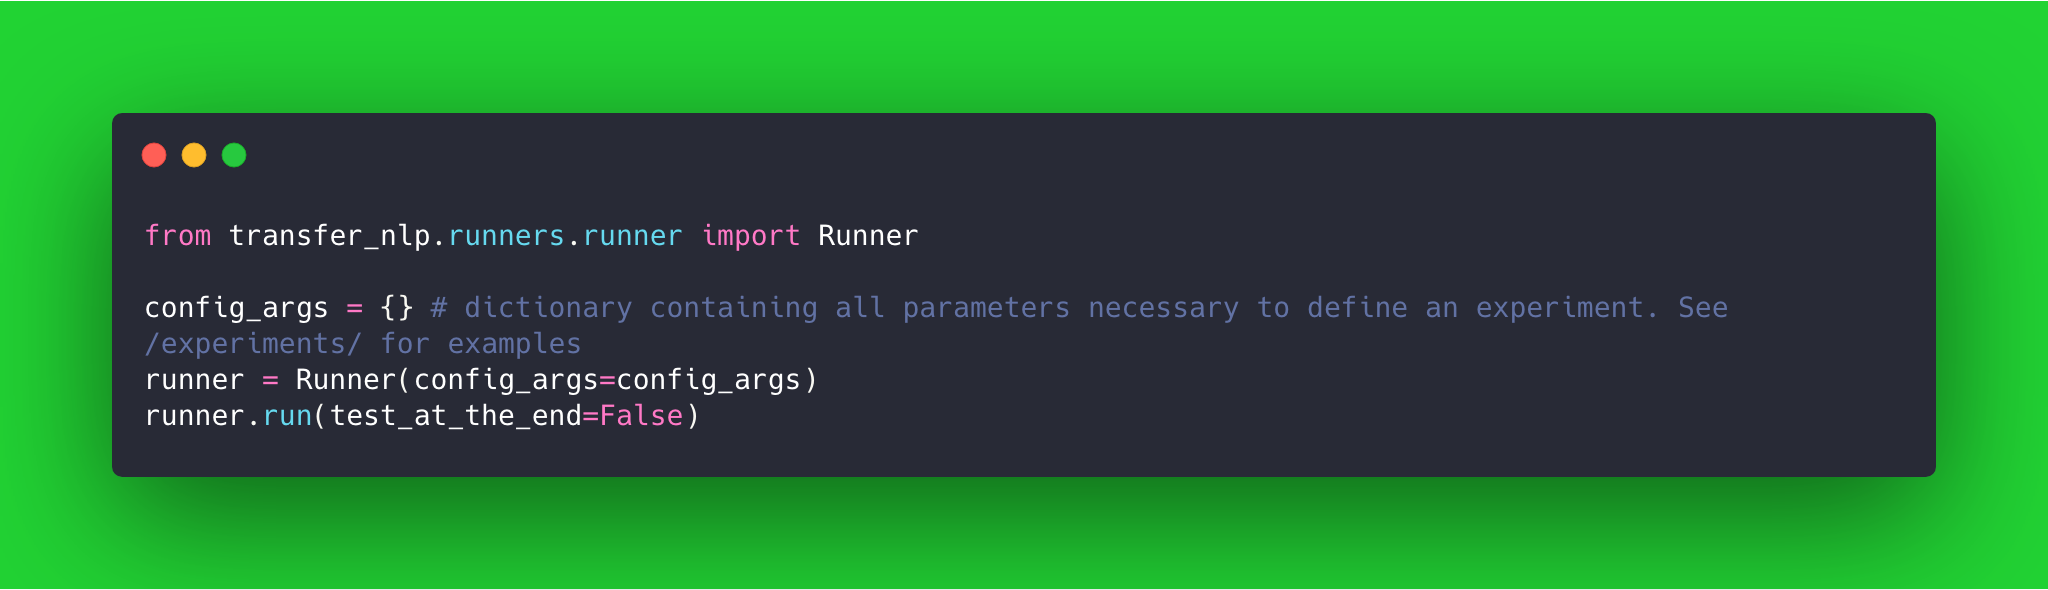 from transfer_nlp.runners.runner import Runner
config_args = {} # dictionary containing all parameters necessary to define an experiment. See
/experiments/ for examples
runner = Runner(config_args=config_args)
runner.run(test_at_the_end=False)